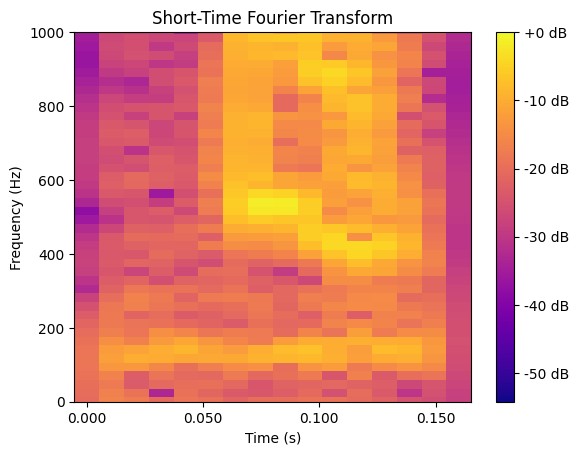 Short-Time Fourier Transform
Frequency (Hz)
1000
800
600
400
200
0
0.000
0.050
0.100
0.150
Time (s)
+0 dB
-10 dB
-20 dB
-30 dB
-40 dB
-50 dB